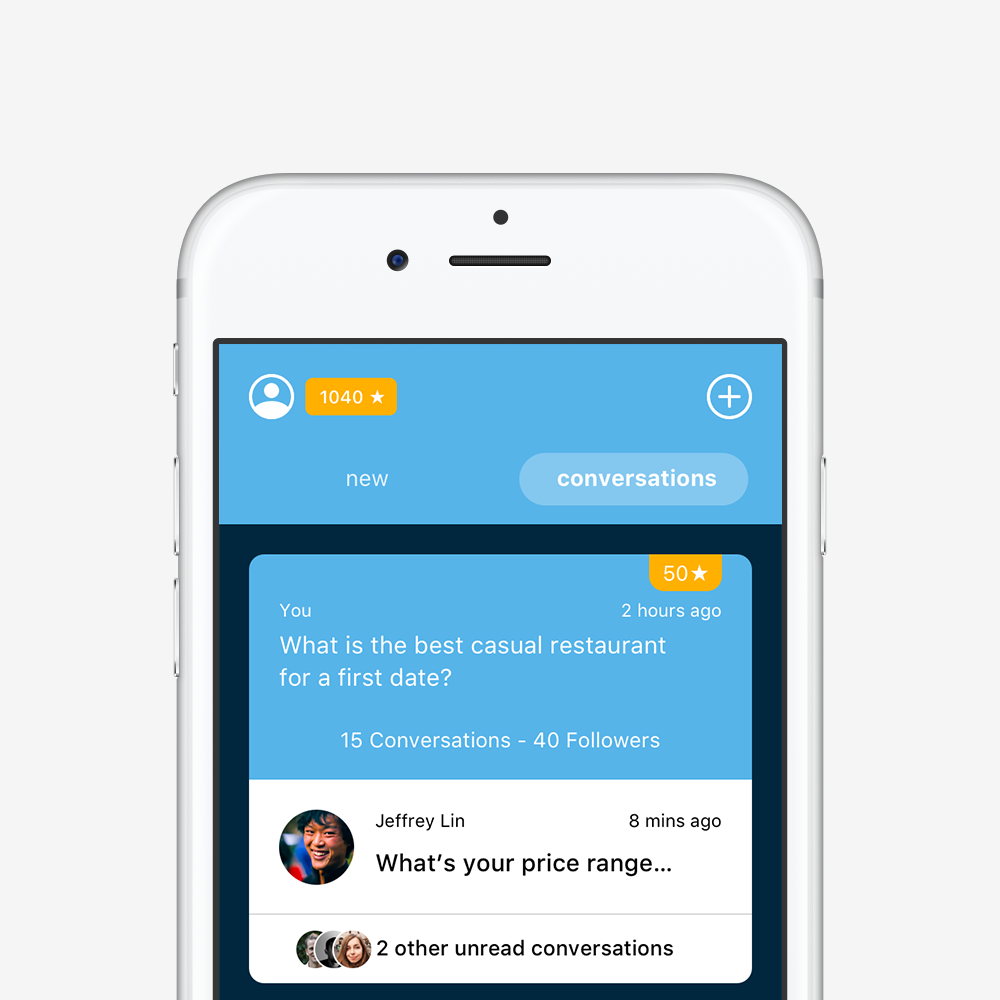 1040 ★
new
conversations
50★
You
2 hours ago
What is the best casual restaurant
for a first date?
15 Conversations - 40 Followers
Jeffrey Lin
8 mins ago
What’s your price range...
2 other unread conversations